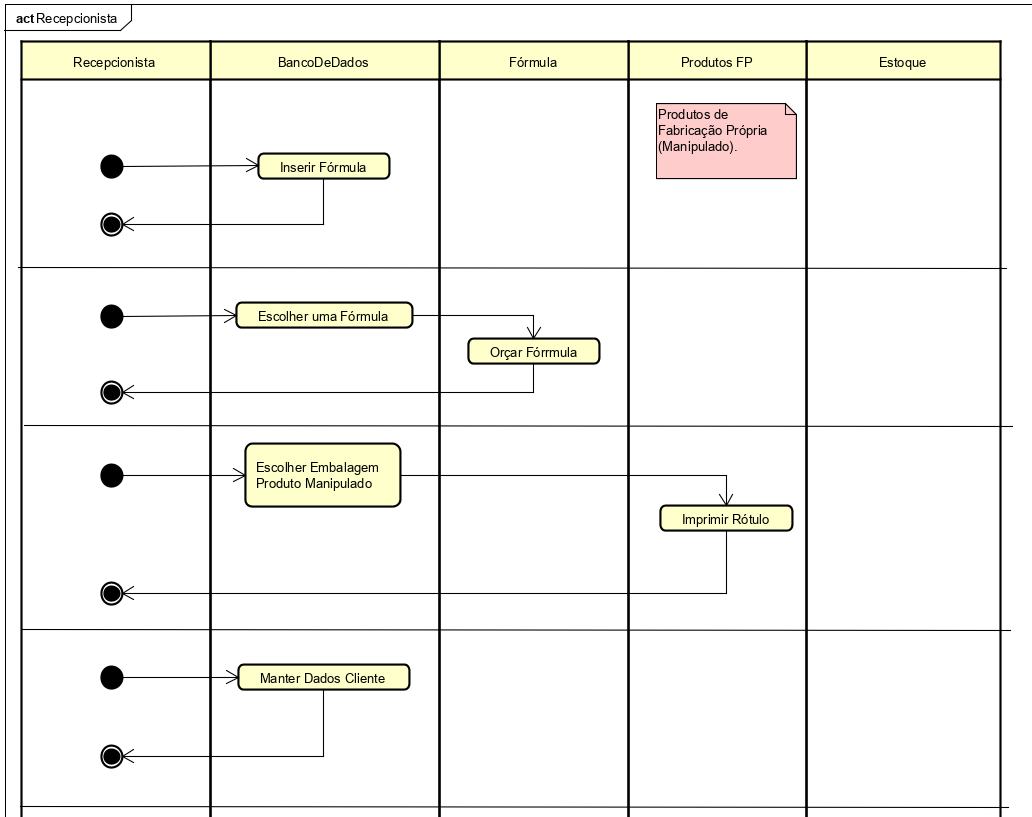 act Recepcionista
Recepcionista
BancoDeDados
Fórmula
Produtos FP
Estoque
Produtos de
Fabricação Própria
(Manipulado).
Inserir Fórmula
Escolher uma Fórmula
Orçar Fórrmula
Escolher Embalagem
Produto Manipulado
Imprimir Rótulo
Manter Dados Cliente